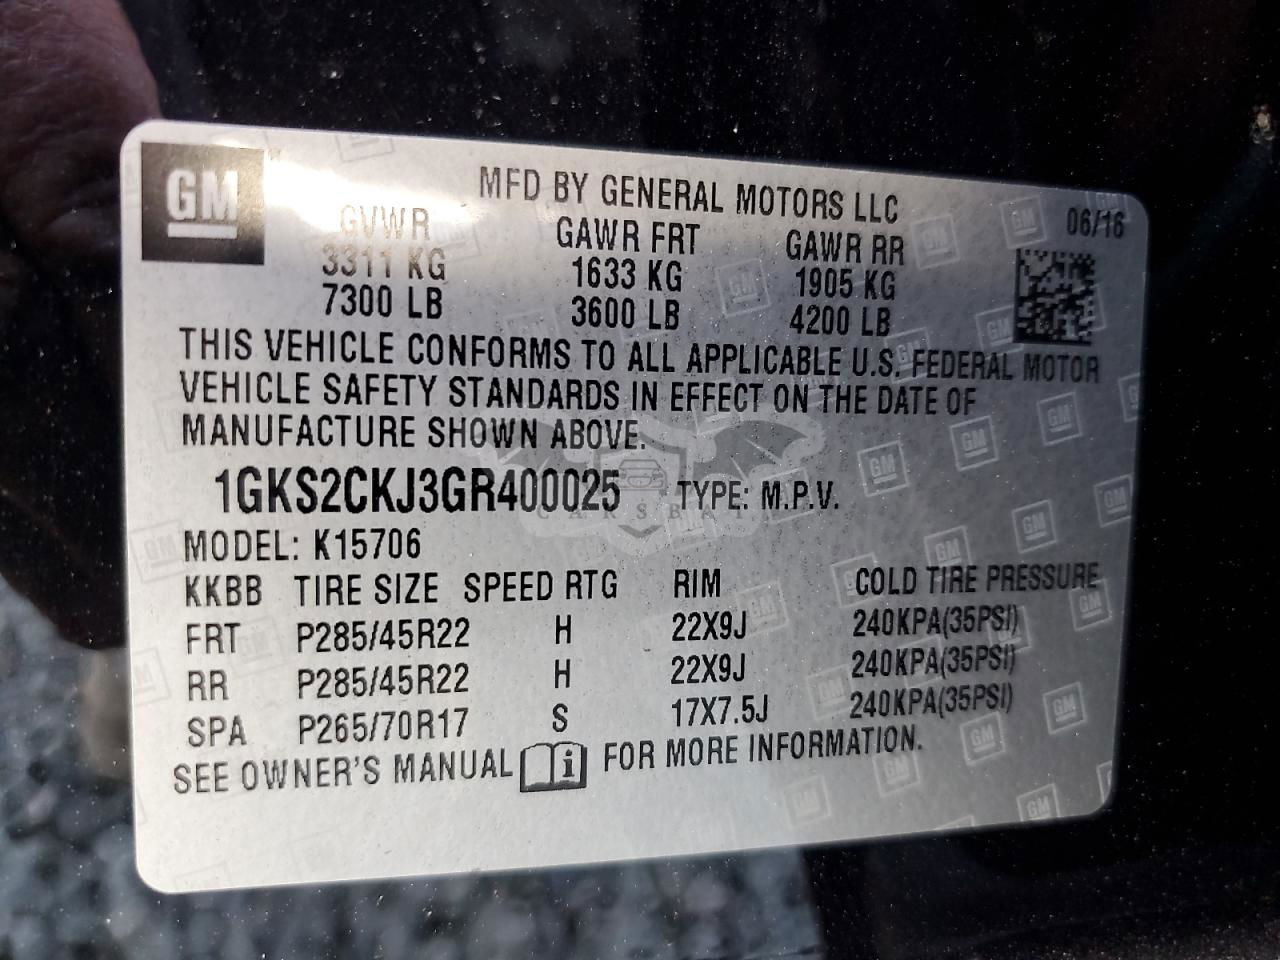 GM
MFD BY GENERAL MOTORS LLC
06/16
GVWR GAWR FRT GAWR RR
3311 KG 1633 KG 1905 KG
7300 LB 3600 LB 4200 LB
THIS VEHICLE CONFORMS TO ALL APPLICABLE U.S. FEDERAL MOTOR
VEHICLE SAFETY STANDARDS IN EFFECT ON THE DATE OF
MANUFACTURE SHOWN ABOVE.
1GKS2CKJ3GR400025 TYPE: M.P.V.
MODEL: K15706
KKBB TIRE SIZE SPEED RTG RIM COLD TIRE PRESSURE
FRT P285/45R22 H 22X9J 240KPA(35PSI)
RR P285/45R22 H 22X9J 240KPA(35PSI)
SPA P265/70R17 S 17X7.5J 240KPA(35PSI)
SEE OWNER'S MANUAL i FOR MORE INFORMATION.